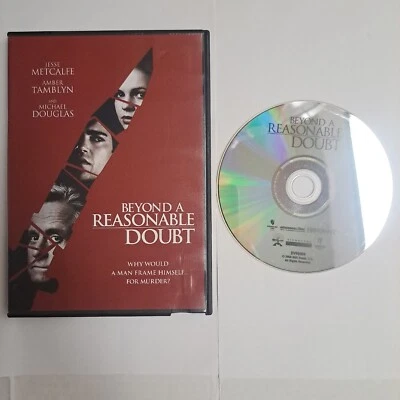 JESSE
METCALFE
AMBER
TAMBLYN
AND MICHAEL
DOUGLAS
BEYOND A
REASONABLE
DOUBT
WHY WOULD
A MAN FRAME HIMSELF
FOR MURDER?
BEYOND A
REASONABLE
DOUBT